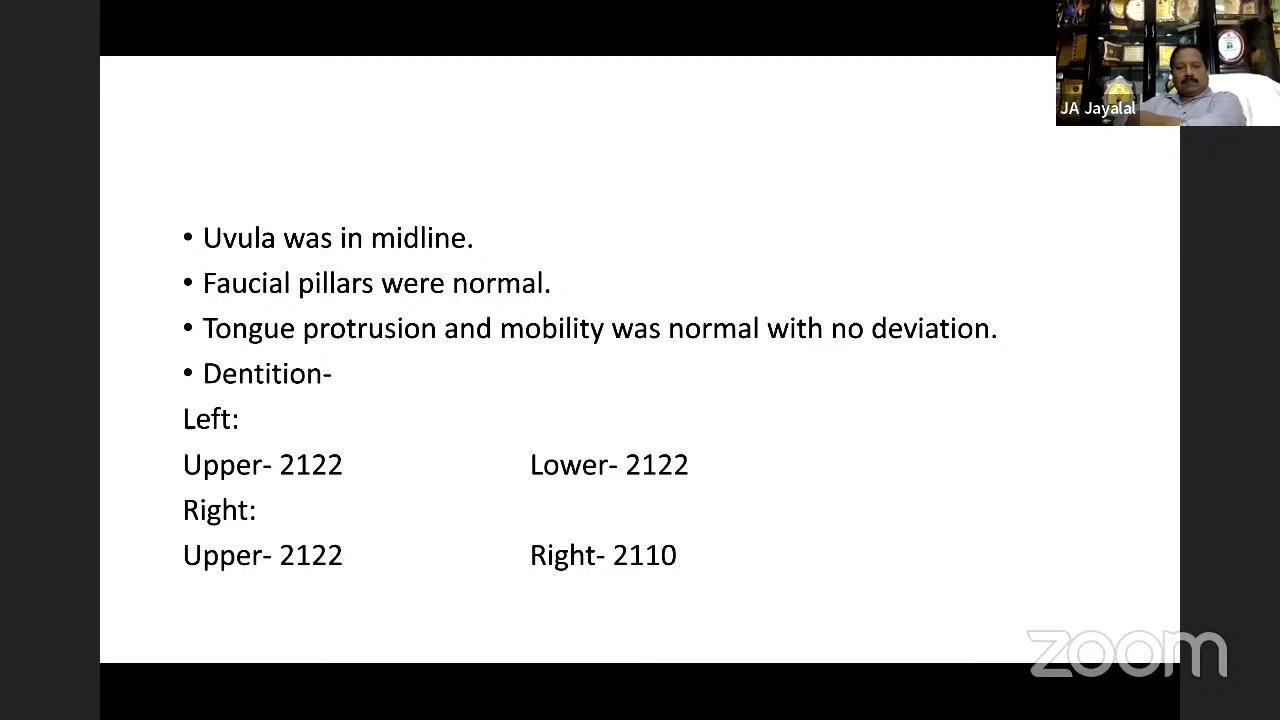 JA Jayalal
• Uvula was in midline.
• Faucial pillars were normal.
• Tongue protrusion and mobility was normal with no deviation.
• Dentition-
Left:
Upper- 2122 Lower- 2122
Right:
Upper- 2122 Right- 2110
zoom